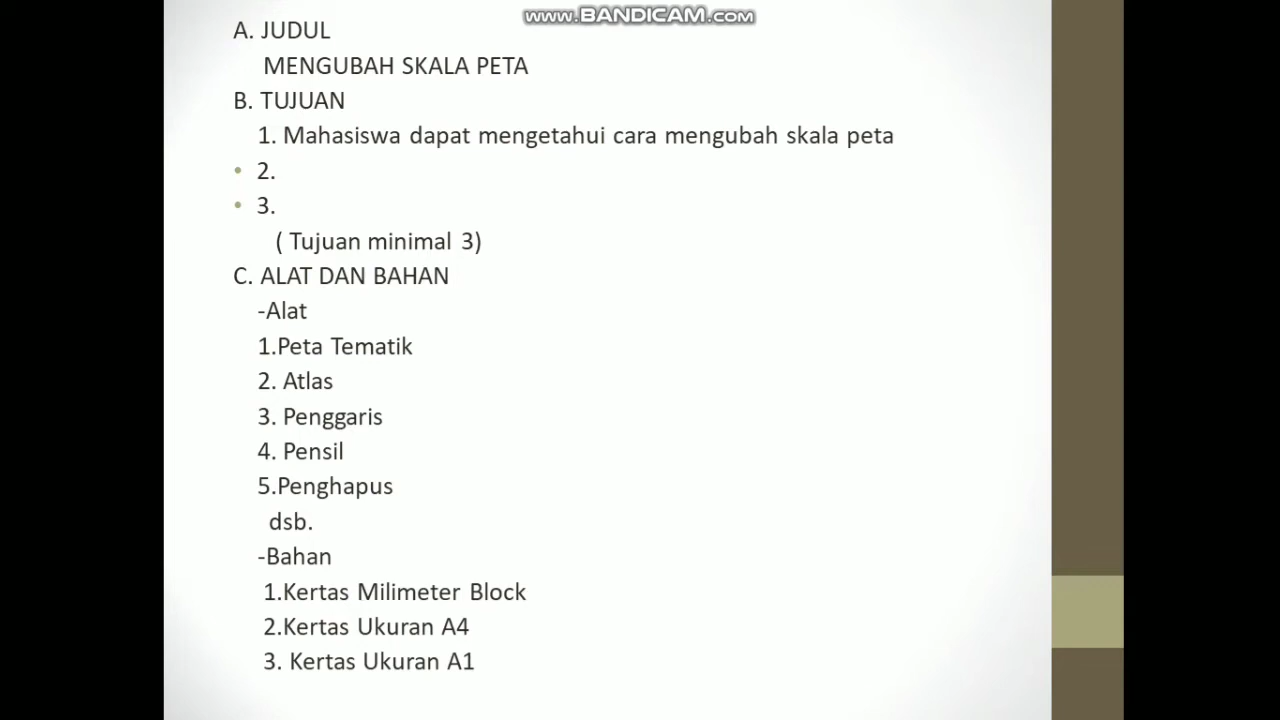 www.BANDICAM.com
A. JUDUL
MENGUBAH SKALA PETA
B. TUJUAN
1. Mahasiswa dapat mengetahui cara mengubah skala peta
• 2.
• 3.
( Tujuan minimal 3)
C. ALAT DAN BAHAN
-Alat
1.Peta Tematik
2. Atlas
3. Penggaris
4. Pensil
5.Penghapus
dsb.
-Bahan
1.Kertas Milimeter Block
2.Kertas Ukuran A4
3. Kertas Ukuran A1